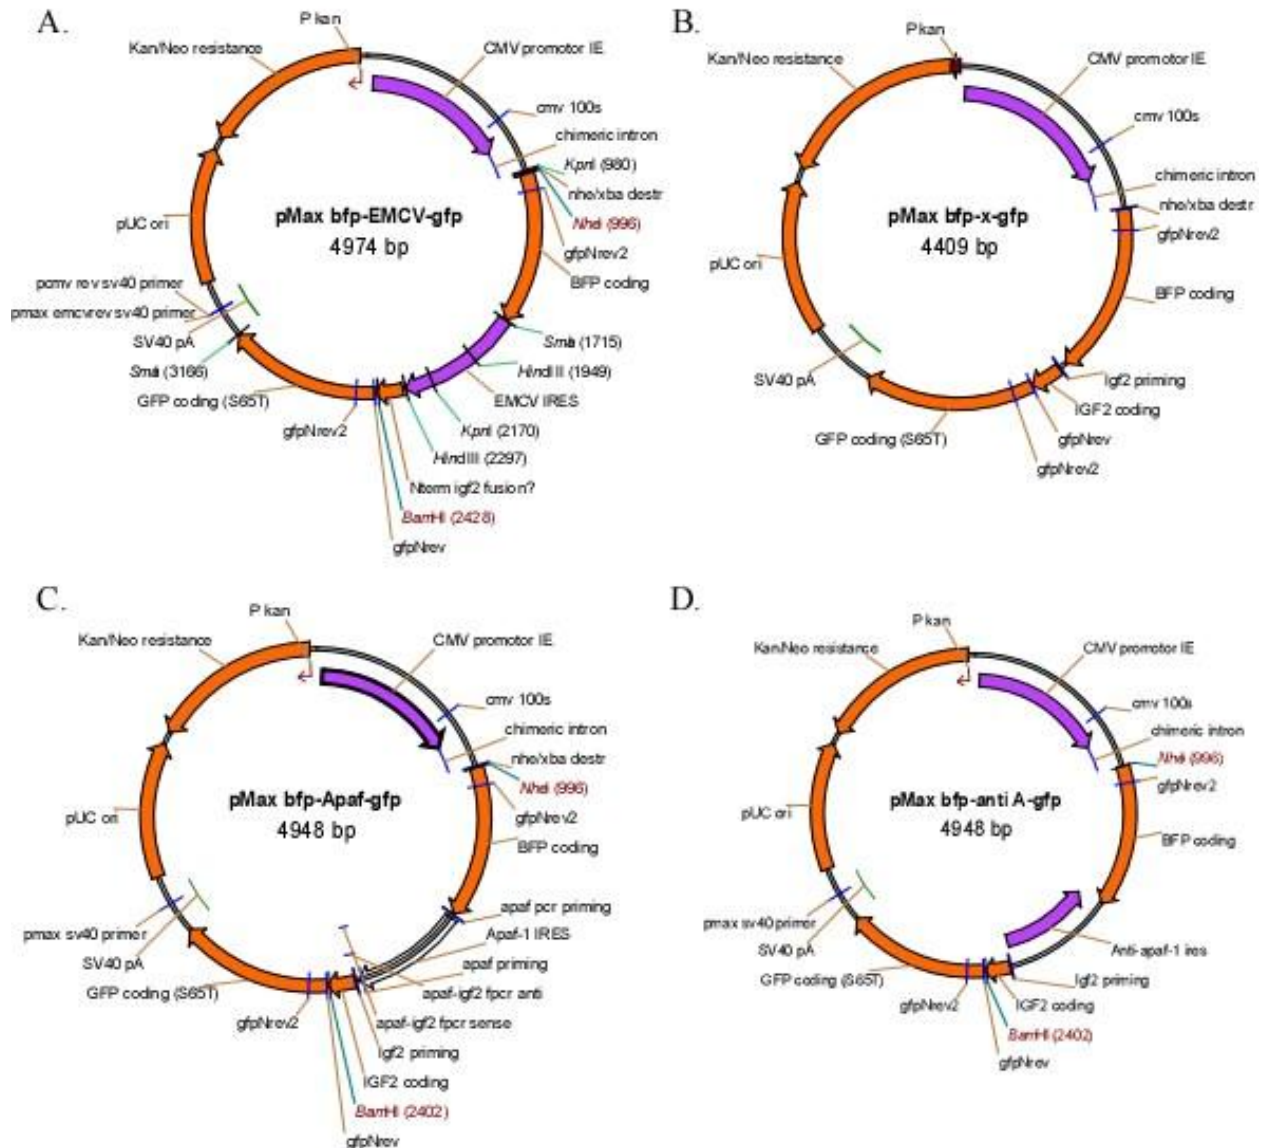 A.
P kan
Kan/Neo resistance
CMV promotor IE
cmv 100s
chimeric intron
KpnI (980)
nhe/xba destr
NheI (996)
gfpNrev2
BFP coding
pUC ori
pMax bfp-EMCV-gfp
4974 bp
pcmv rev sv40 primer
pmax emcvrev sv40 primer
SV40 pA
SmaI (3166)
GFP coding (S65T)
gfpNrev2
SmaI (1715)
HindIII (1949)
EMCV IRES
KpnI (2170)
HindIII (2297)
Nterm igf2 fusion?
BamHI (2428)
gfpNrev
B.
P kan
Kan/Neo resistance
CMV promotor IE
cmv 100s
chimeric intron
nhe/xba destr
gfpNrev2
BFP coding
pUC ori
pMax bfp-x-gfp
4409 bp
SV40 pA
GFP coding (S65T)
Igf2 priming
IGF2 coding
gfpNrev
gfpNrev2
C.
P kan
Kan/Neo resistance
CMV promotor IE
cmv 100s
chimeric intron
nhe/xba destr
NheI (996)
gfpNrev2
BFP coding
pUC ori
pMax bfp-Apaf-gfp
4948 bp
pmax sv40 primer
SV40 pA
GFP coding (S65T)
gfpNrev2
apaf pcr priming
Apaf-1 IRES
apaf priming
apaf-igf2 fpcr anti
apaf-igf2 fpcr sense
Igf2 priming
IGF2 coding
BamHI (2402)
gfpNrev
D.
P kan
Kan/Neo resistance
CMV promotor IE
cmv 100s
chimeric intron
NheI (996)
gfpNrev2
BFP coding
pUC ori
pMax bfp-anti A-gfp
4948 bp
pmax sv40 primer
SV40 pA
GFP coding (S65T)
gfpNrev2
Anti-apaf-1 ires
Igf2 priming
IGF2 coding
BamHI (2402)
gfpNrev